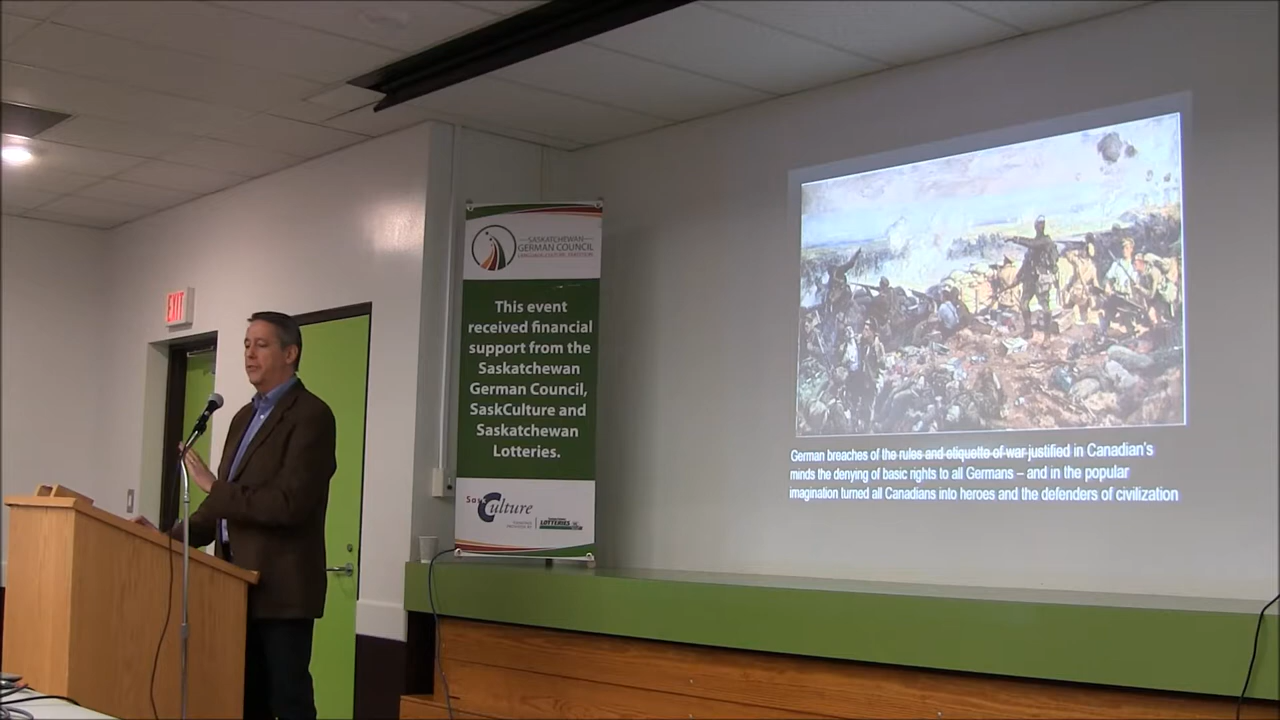 EXIT
SASKATCHEWAN
GERMAN COUNCIL
This event
received financial
support from the
Saskatchewan
German Council,
SaskCulture and
Saskatchewan
Lotteries.
Culture
LOTTERIES
German breaches of the rules and etiquette of war justified in Canadian's
minds the denying of basic rights to all Germans – and in the popular
imagination turned all Canadians into heroes and the defenders of civilization